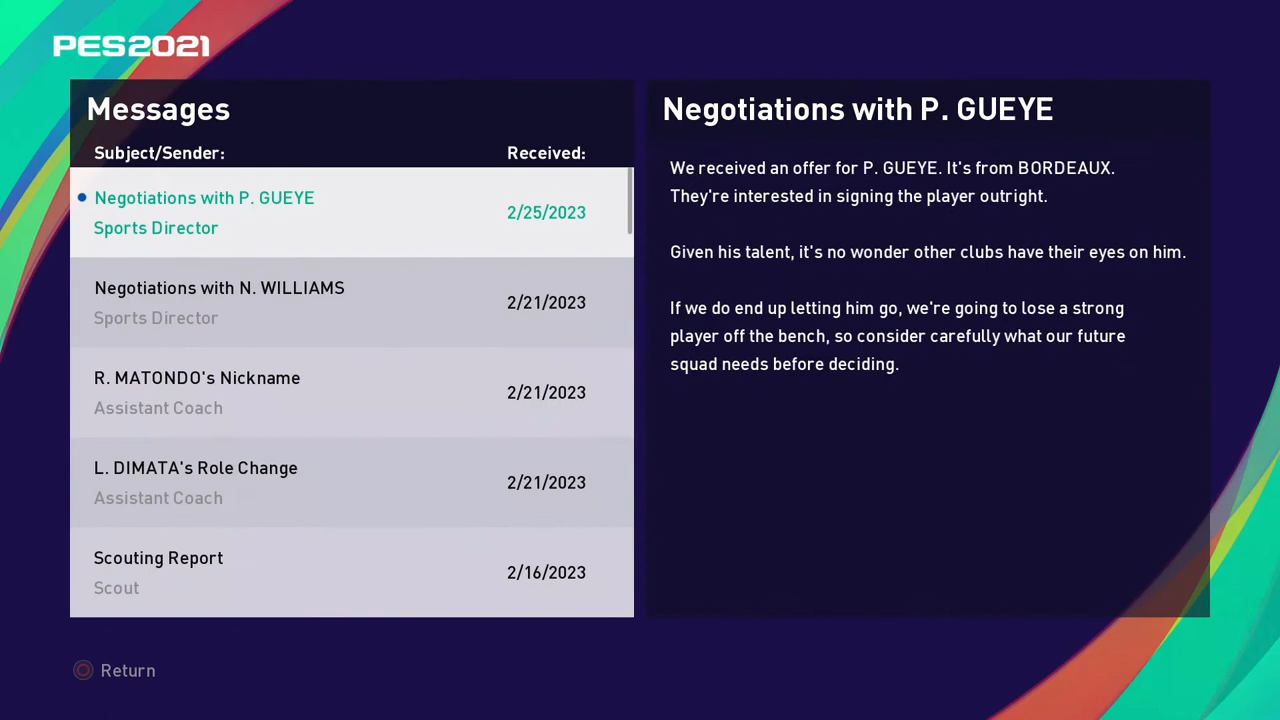 PES2021
Messages
Subject/Sender:
Received:
Negotiations with P. GUEYE
Sports Director
2/25/2023
Negotiations with N. WILLIAMS
Sports Director
2/21/2023
R. MATONDO's Nickname
Assistant Coach
2/21/2023
L. DIMATA's Role Change
Assistant Coach
2/21/2023
Scouting Report
Scout
2/16/2023
Negotiations with P. GUEYE
We received an offer for P. GUEYE. It's from BORDEAUX.
They're interested in signing the player outright.
Given his talent, it's no wonder other clubs have their eyes on him.
If we do end up letting him go, we're going to lose a strong
player off the bench, so consider carefully what our future
squad needs before deciding.
Return